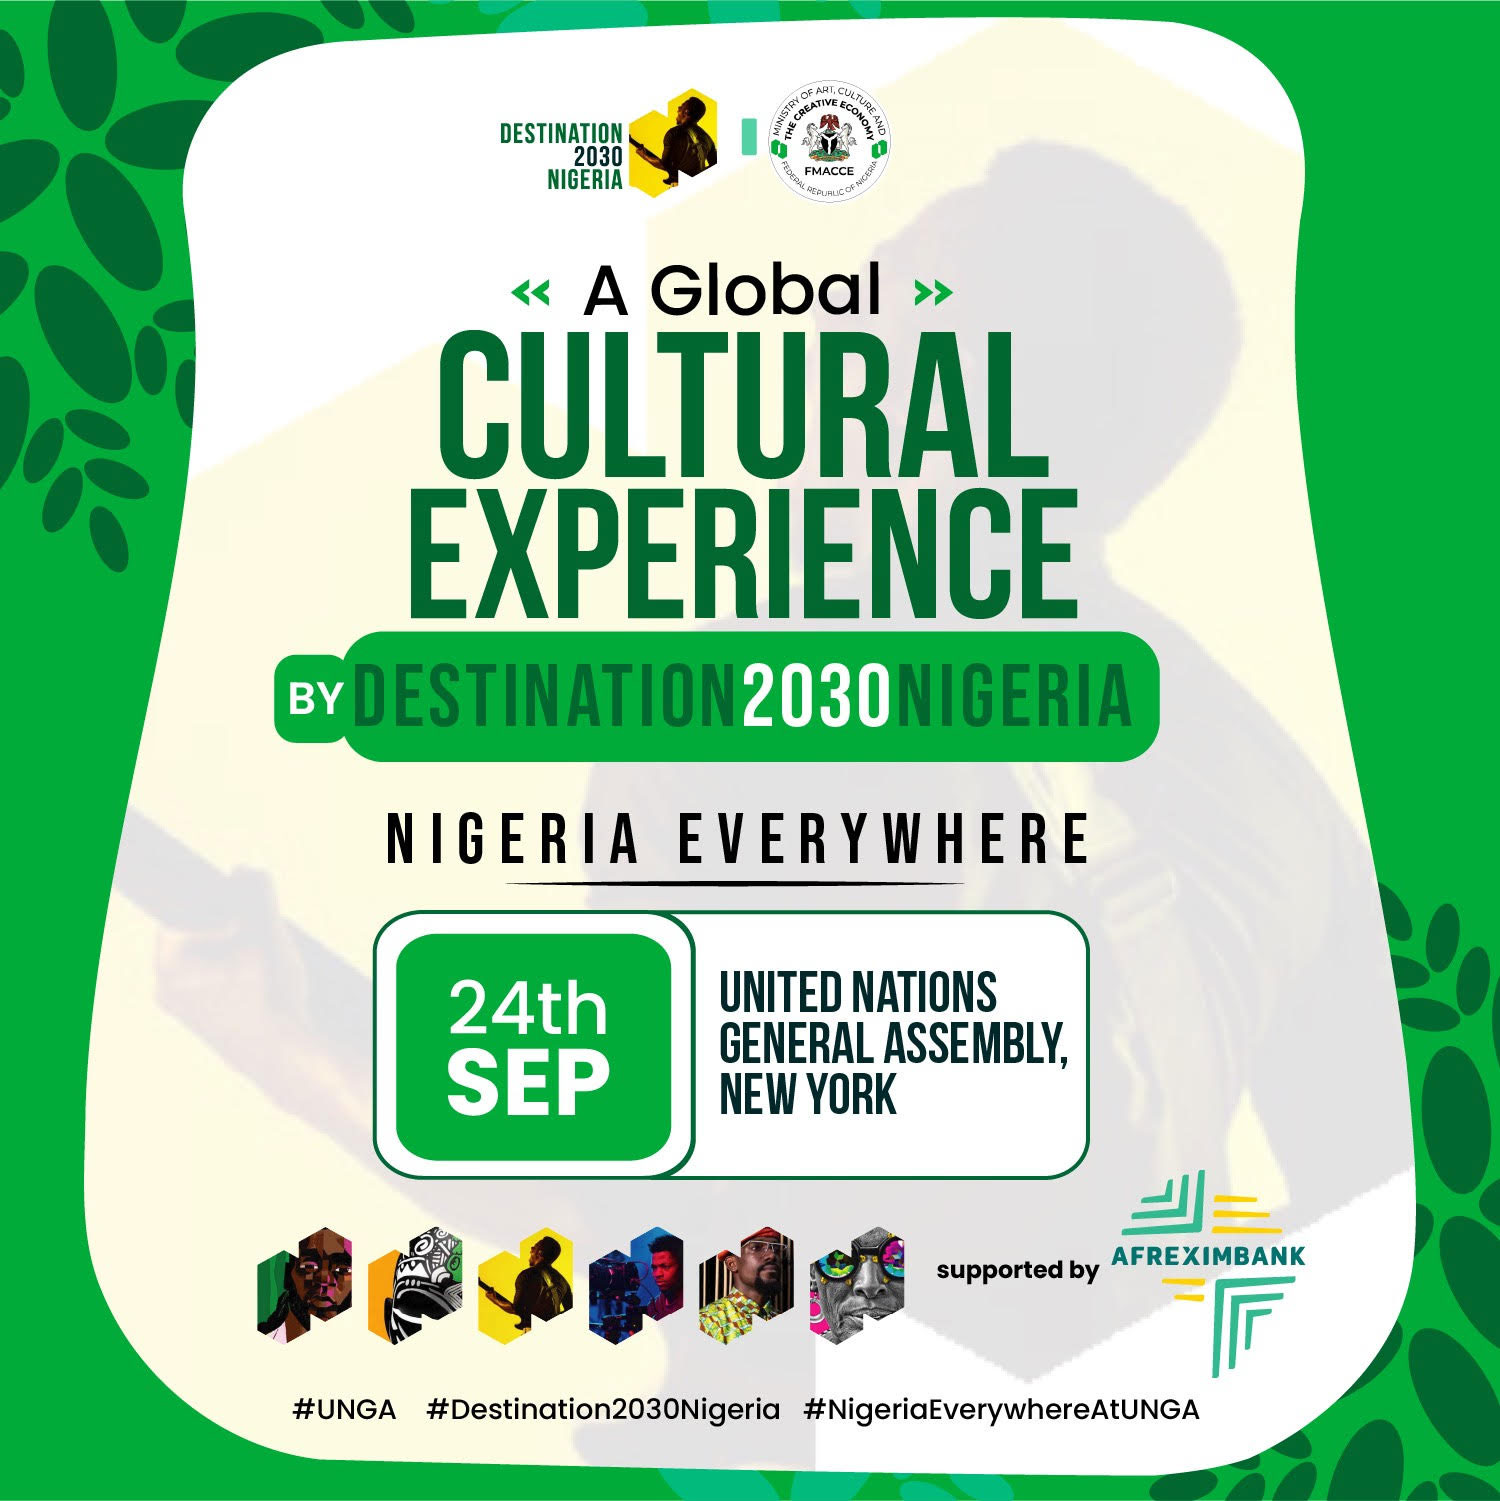 DESTINATION
2030
NIGERIA
MINISTRY OF ART, CULTURE AND
THE CREATIVE ECONOMY
FMACCE
FEDERAL REPUBLIC OF NIGERIA
« A Global »
CULTURAL
EXPERIENCE
BY DESTINATION2030NIGERIA
NIGERIA EVERYWHERE
24th
SEP
UNITED NATIONS
GENERAL ASSEMBLY,
NEW YORK
supported by
AFREXIMBANK
#UNGA #Destination2030Nigeria #NigeriaEverywhereAtUNGA